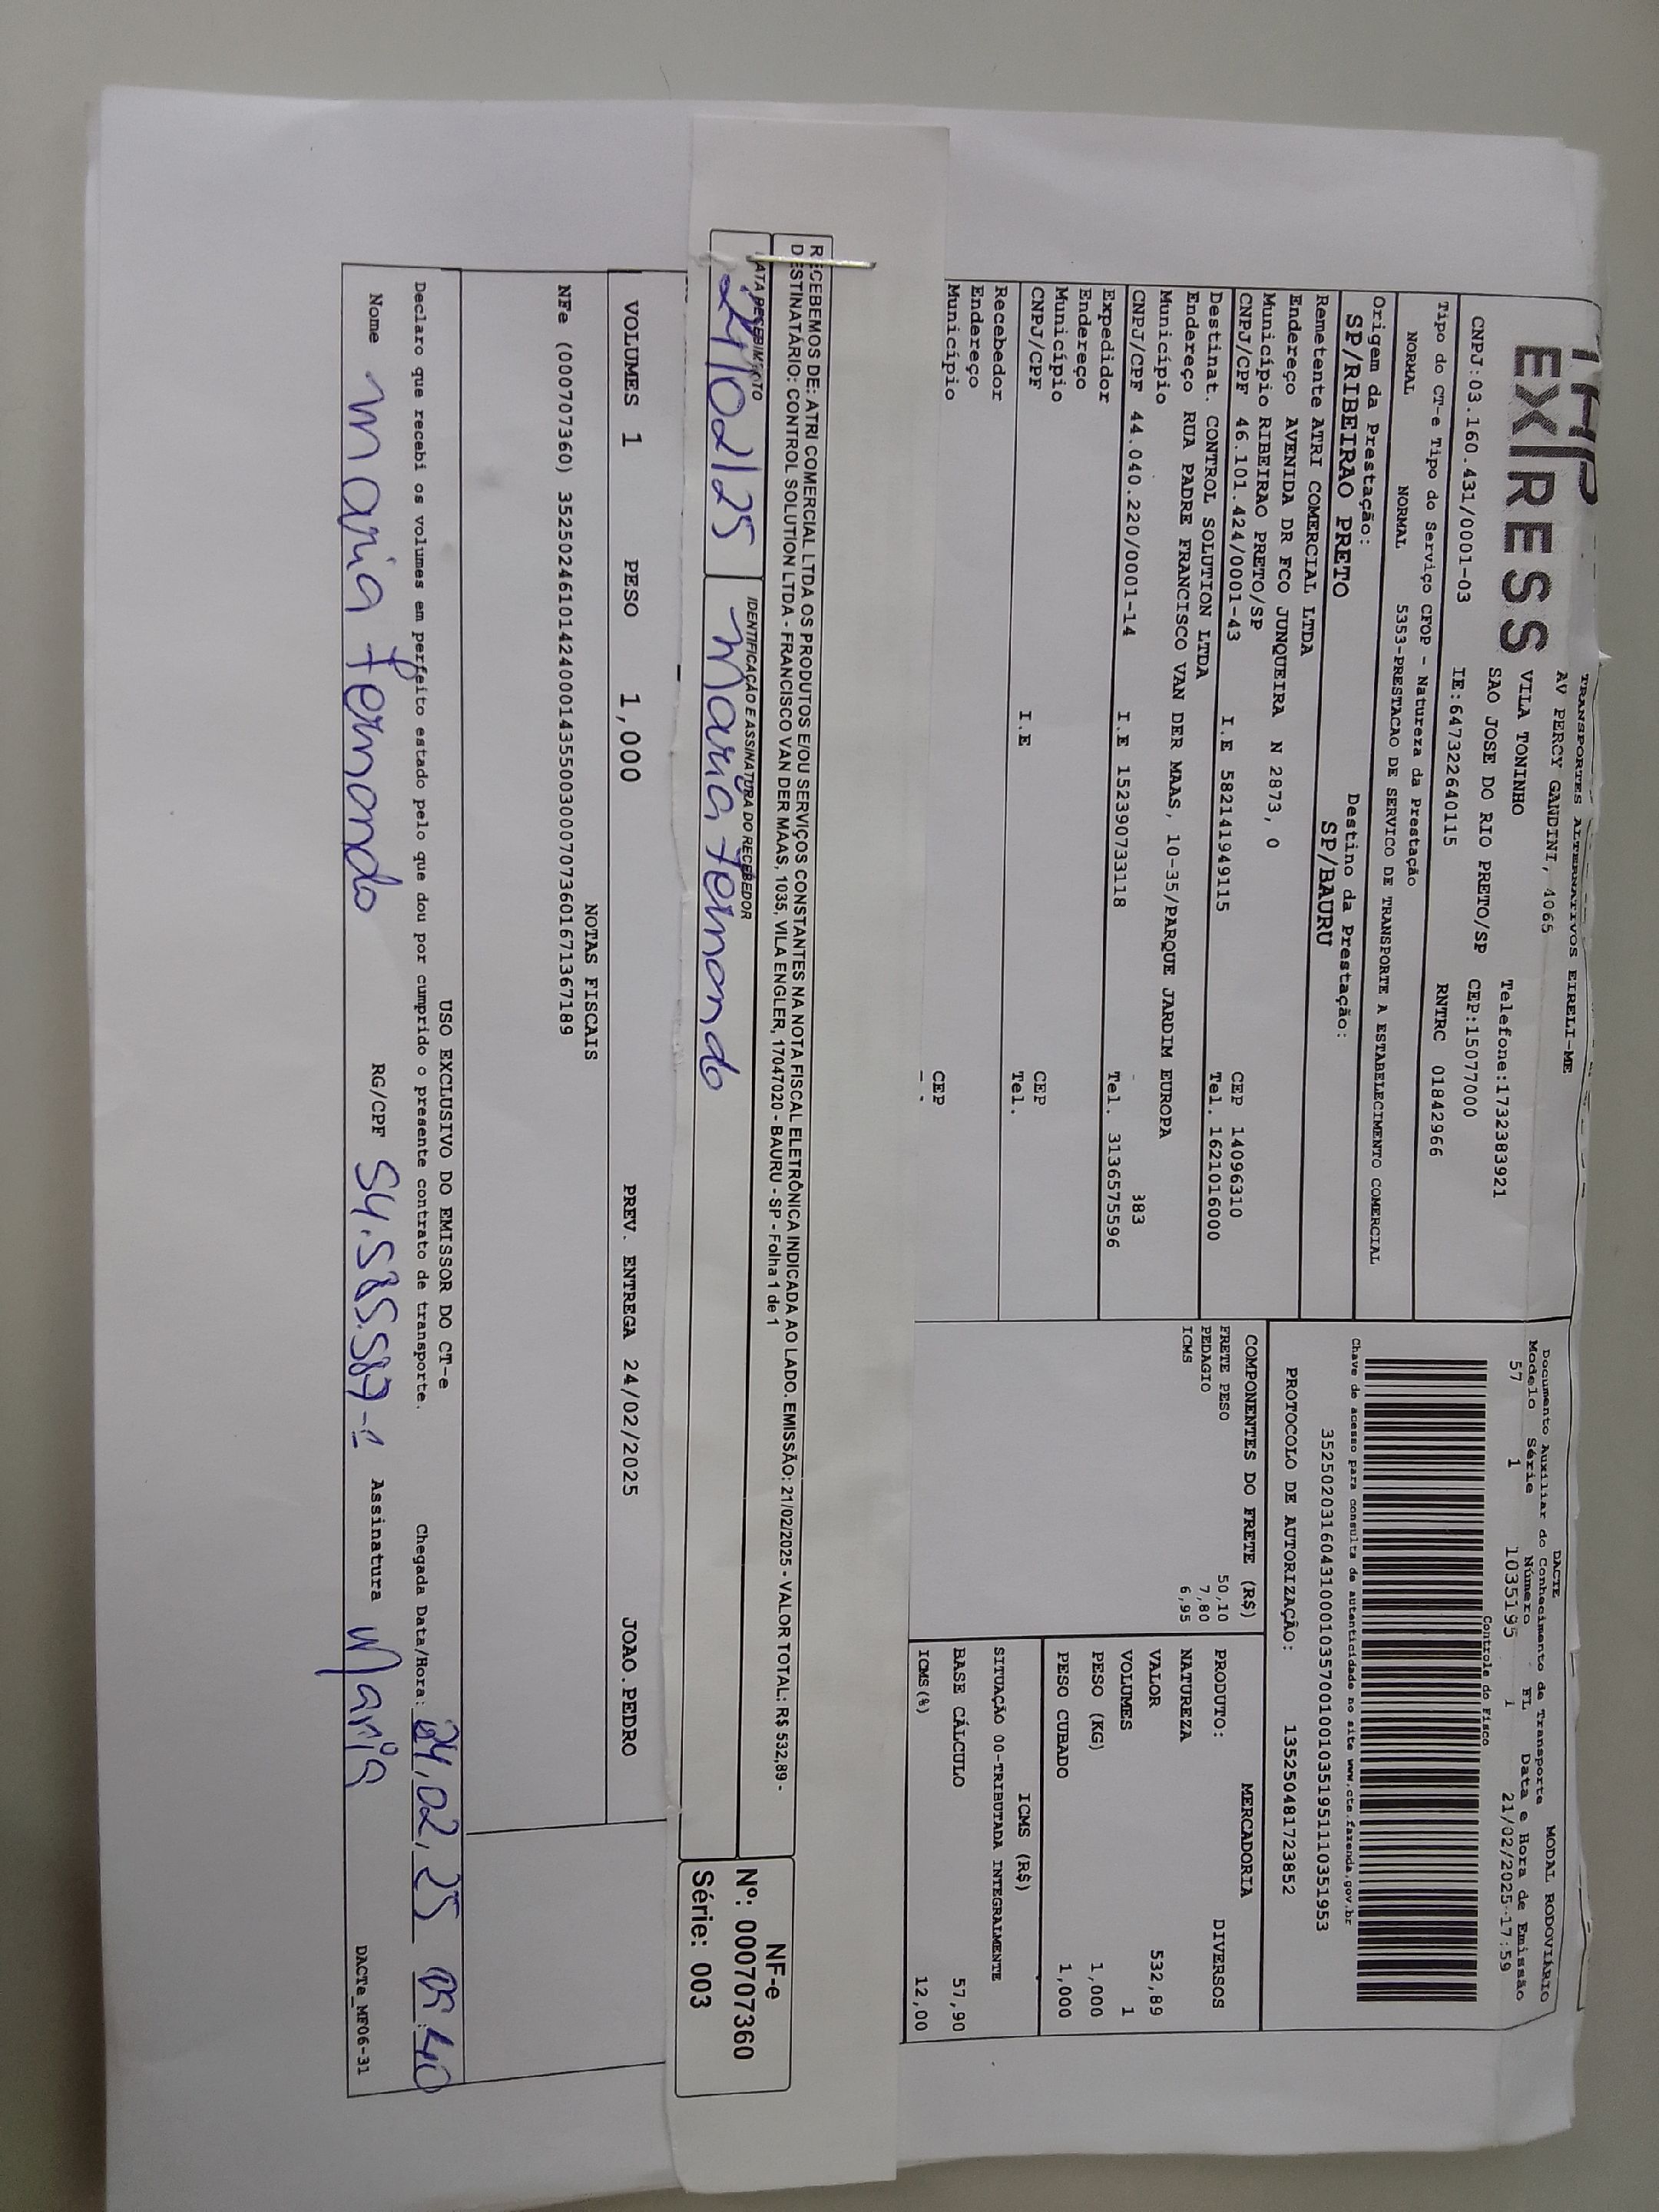 TAP
EXPRESS
TRANSPORTES ALTERNATIVOS EIRELI-ME
AV PERCY GANDINI, 4065
VILA TONINHO Telefone:1732383921
SAO JOSE DO RIO PRETO/SP CEP:15077000
CNPJ:03.160.431/0001-03 IE:647322640115 RNTRC 01842966
Tipo do CT-e Tipo do Serviço CFOP - Natureza da Prestação
NORMAL NORMAL 5353-PRESTACAO DE SERVICO DE TRANSPORTE A ESTABELECIMENTO COMERCIAL
Origem da Prestação: Destino da Prestação:
SP/RIBEIRAO PRETO SP/BAURU
Remetente ATRI COMERCIAL LTDA
Endereço AVENIDA DR FCO JUNQUEIRA N 2873, 0
Município RIBEIRAO PRETO/SP CEP 14096310
CNPJ/CPF 46.101.424/0001-43 I.E 582141949115 Tel. 1621016000
Destinat. CONTROL SOLUTION LTDA
Endereço RUA PADRE FRANCISCO VAN DER MAAS, 10-35/PARQUE JARDIM EUROPA
Município 383
CNPJ/CPF 44.040.220/0001-14 I.E 152390733118 Tel. 3136575596
Expedidor
Endereço
Município CEP
CNPJ/CPF I.E Tel.
Recebedor
Endereço
Município CEP
DACTE MODAL RODOVIÁRIO
Documento Auxiliar do Conhecimento de Transporte
Modelo Série Número FL Data e Hora de Emissão
57 1 1035195 1 21/02/2025 17:59
Controle do Fisco
Chave de acesso para consulta de autenticidade no site www.cte.fazenda.gov.br
35250203160431000103570010010351951110351953
PROTOCOLO DE AUTORIZAÇÃO: 135250481723852
COMPONENTES DO FRETE (R$)
FRETE PESO 50,10
PEDAGIO 7,80
ICMS 6,95
MERCADORIA
PRODUTO: DIVERSOS
NATUREZA
VALOR 532,89
VOLUMES 1
PESO (KG) 1,000
PESO CUBADO 1,000
ICMS (R$)
SITUAÇÃO 00-TRIBUTADA INTEGRALMENTE
BASE CÁLCULO 57,90
ICMS(%) 12,00
RECEBEMOS DE: ATRI COMERCIAL LTDA OS PRODUTOS E/OU SERVIÇOS CONSTANTES NA NOTA FISCAL ELETRÔNICA INDICADA AO LADO. EMISSÃO: 21/02/2025 - VALOR TOTAL: R$ 532,89 -
DESTINATÁRIO: CONTROL SOLUTION LTDA - FRANCISCO VAN DER MAAS, 1035, VILA ENGLER, 17047020 - BAURU - SP - Folha 1 de 1
DATA RECEBIMENTO IDENTIFICAÇÃO E ASSINATURA DO RECEBEDOR
24/02/25 Maria Fernanda
NF-e
Nº: 000707360
Série: 003
VOLUMES 1 PESO 1,000 PREV. ENTREGA 24/02/2025 JOAO.PEDRO
NOTAS FISCAIS
NFe (000707360) 35250246101424000143550030007073601671367189
USO EXCLUSIVO DO EMISSOR DO CT-e
Declaro que recebi os volumes em perfeito estado pelo que dou por cumprido o presente contrato de transporte. Chegada Data/Hora: 24,02,25 :40
Nome Maria Fernanda RG/CPF 54.585.587-1 Assinatura Maria
DACTe_MF06-31